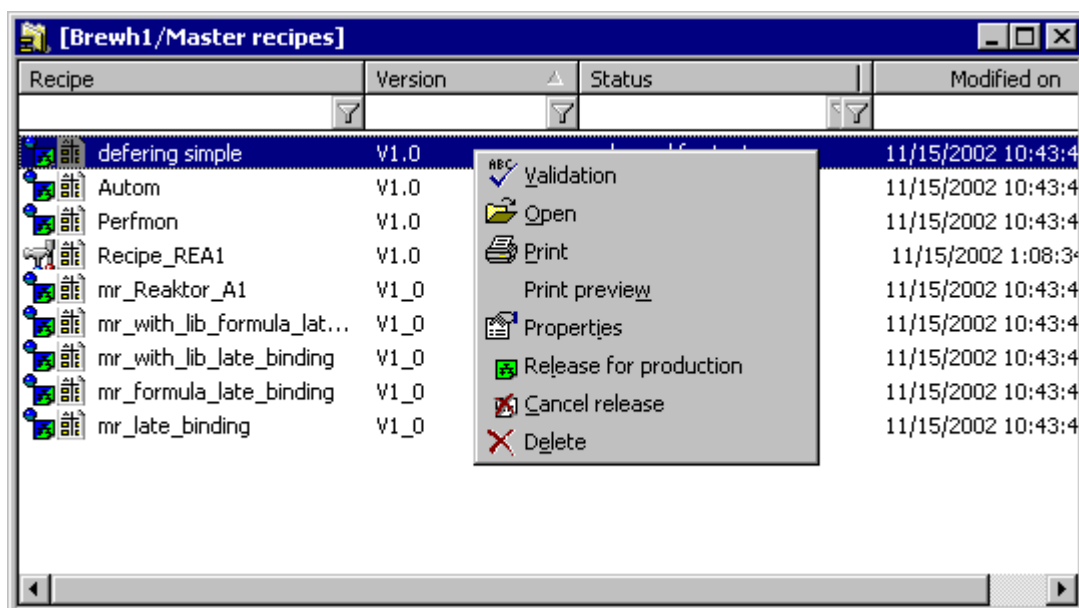 [Brewh1/Master recipes]
Recipe Version Status Modified on
defering simple V1.0 11/15/2002 10:43:4
Autom V1.0 11/15/2002 10:43:4
Perfmon V1.0 11/15/2002 10:43:4
Recipe_REA1 V1.0 11/15/2002 1:08:34
mr_Reaktor_A1 V1_0 11/15/2002 10:43:4
mr_with_lib_formula_lat... V1_0 11/15/2002 10:43:4
mr_with_lib_late_binding V1_0 11/15/2002 10:43:4
mr_formula_late_binding V1_0 11/15/2002 10:43:4
mr_late_binding V1_0 11/15/2002 10:43:4
ABC Validation
Open
Print
Print preview
Properties
Release for production
Cancel release
Delete